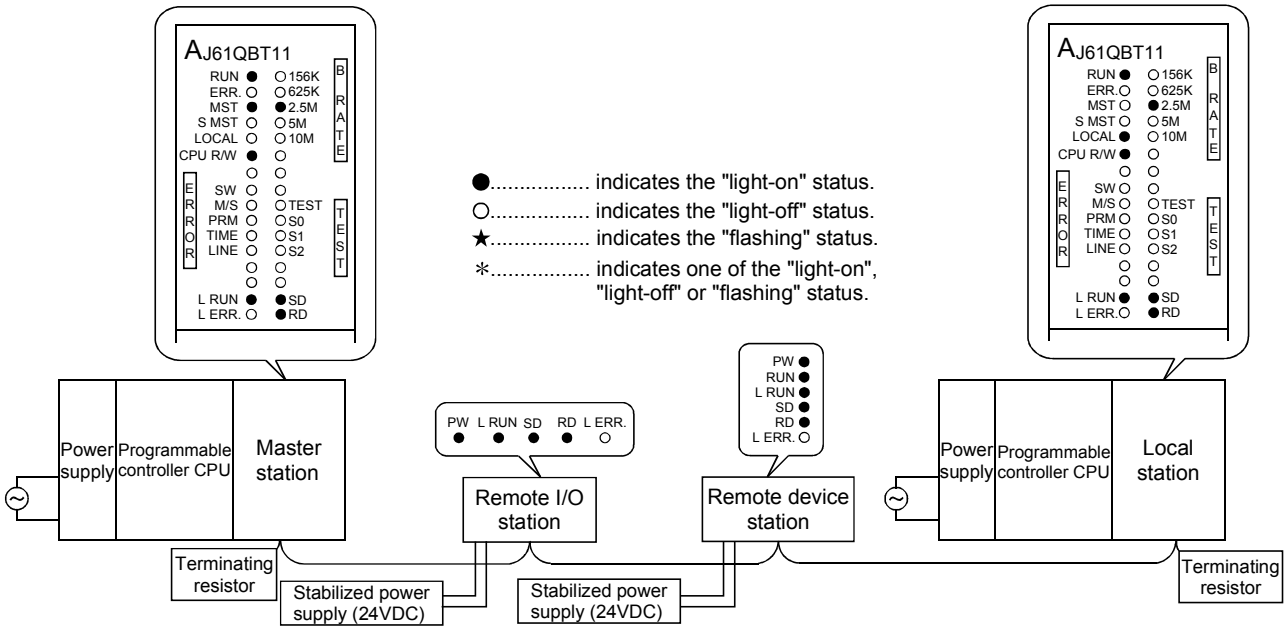 AJ61QBT11
RUN 156K
ERR. 625K
MST 2.5M
S MST 5M
LOCAL 10M
CPU R/W
B RATE
SW
M/S TEST
PRM S0
TIME S1
LINE S2
ERROR
TEST
L RUN SD
L ERR. RD
●................. indicates the "light-on" status.
○................. indicates the "light-off" status.
★................. indicates the "flashing" status.
*................. indicates one of the "light-on",
"light-off" or "flashing" status.
AJ61QBT11
RUN 156K
ERR. 625K
MST 2.5M
S MST 5M
LOCAL 10M
CPU R/W
B RATE
SW
M/S TEST
PRM S0
TIME S1
LINE S2
ERROR
TEST
L RUN SD
L ERR. RD
PW L RUN SD RD L ERR.
PW
RUN
L RUN
SD
RD
L ERR.
Power
supply
Programmable
controller CPU
Master
station
Remote I/O
station
Remote device
station
Power
supply
Programmable
controller CPU
Local
station
Terminating
resistor
Stabilized power
supply (24VDC)
Stabilized power
supply (24VDC)
Terminating
resistor